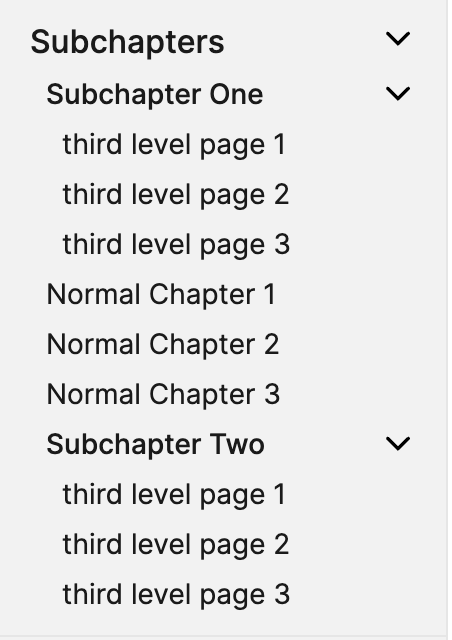 Subchapters
Subchapter One
third level page 1
third level page 2
third level page 3
Normal Chapter 1
Normal Chapter 2
Normal Chapter 3
Subchapter Two
third level page 1
third level page 2
third level page 3